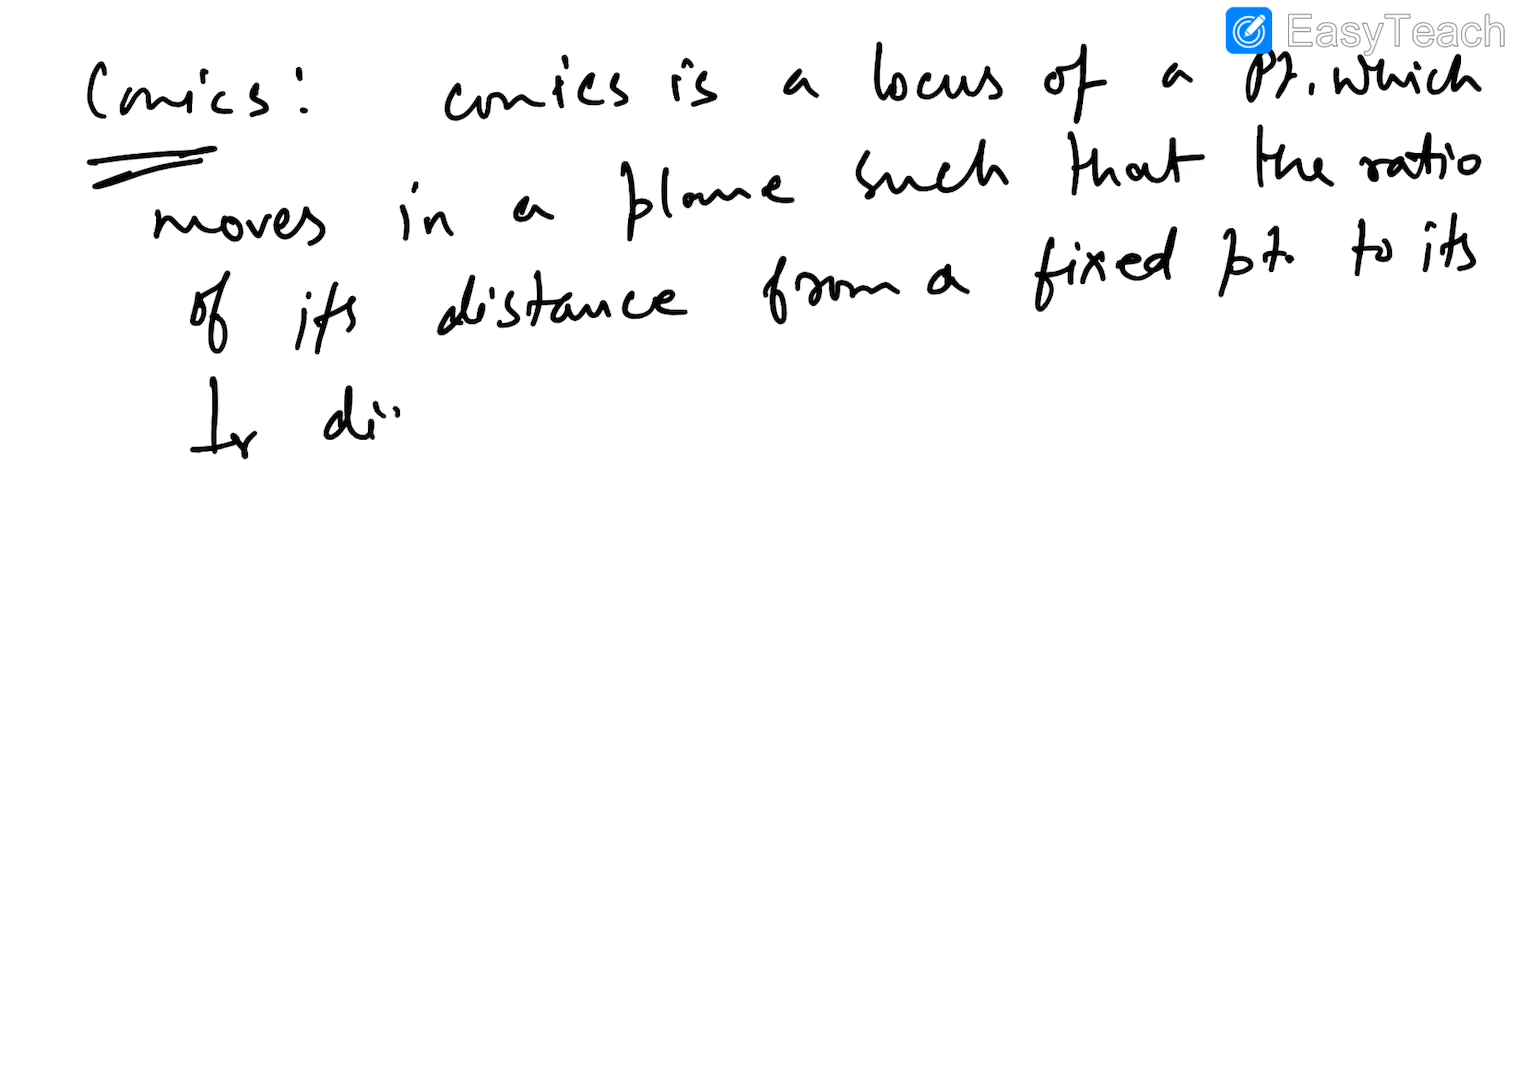 EasyTeach
Conics: conics is a locus of a Pt. which
moves in a plane such that the ratio
of its distance from a fixed pt. to its
⊥r dis